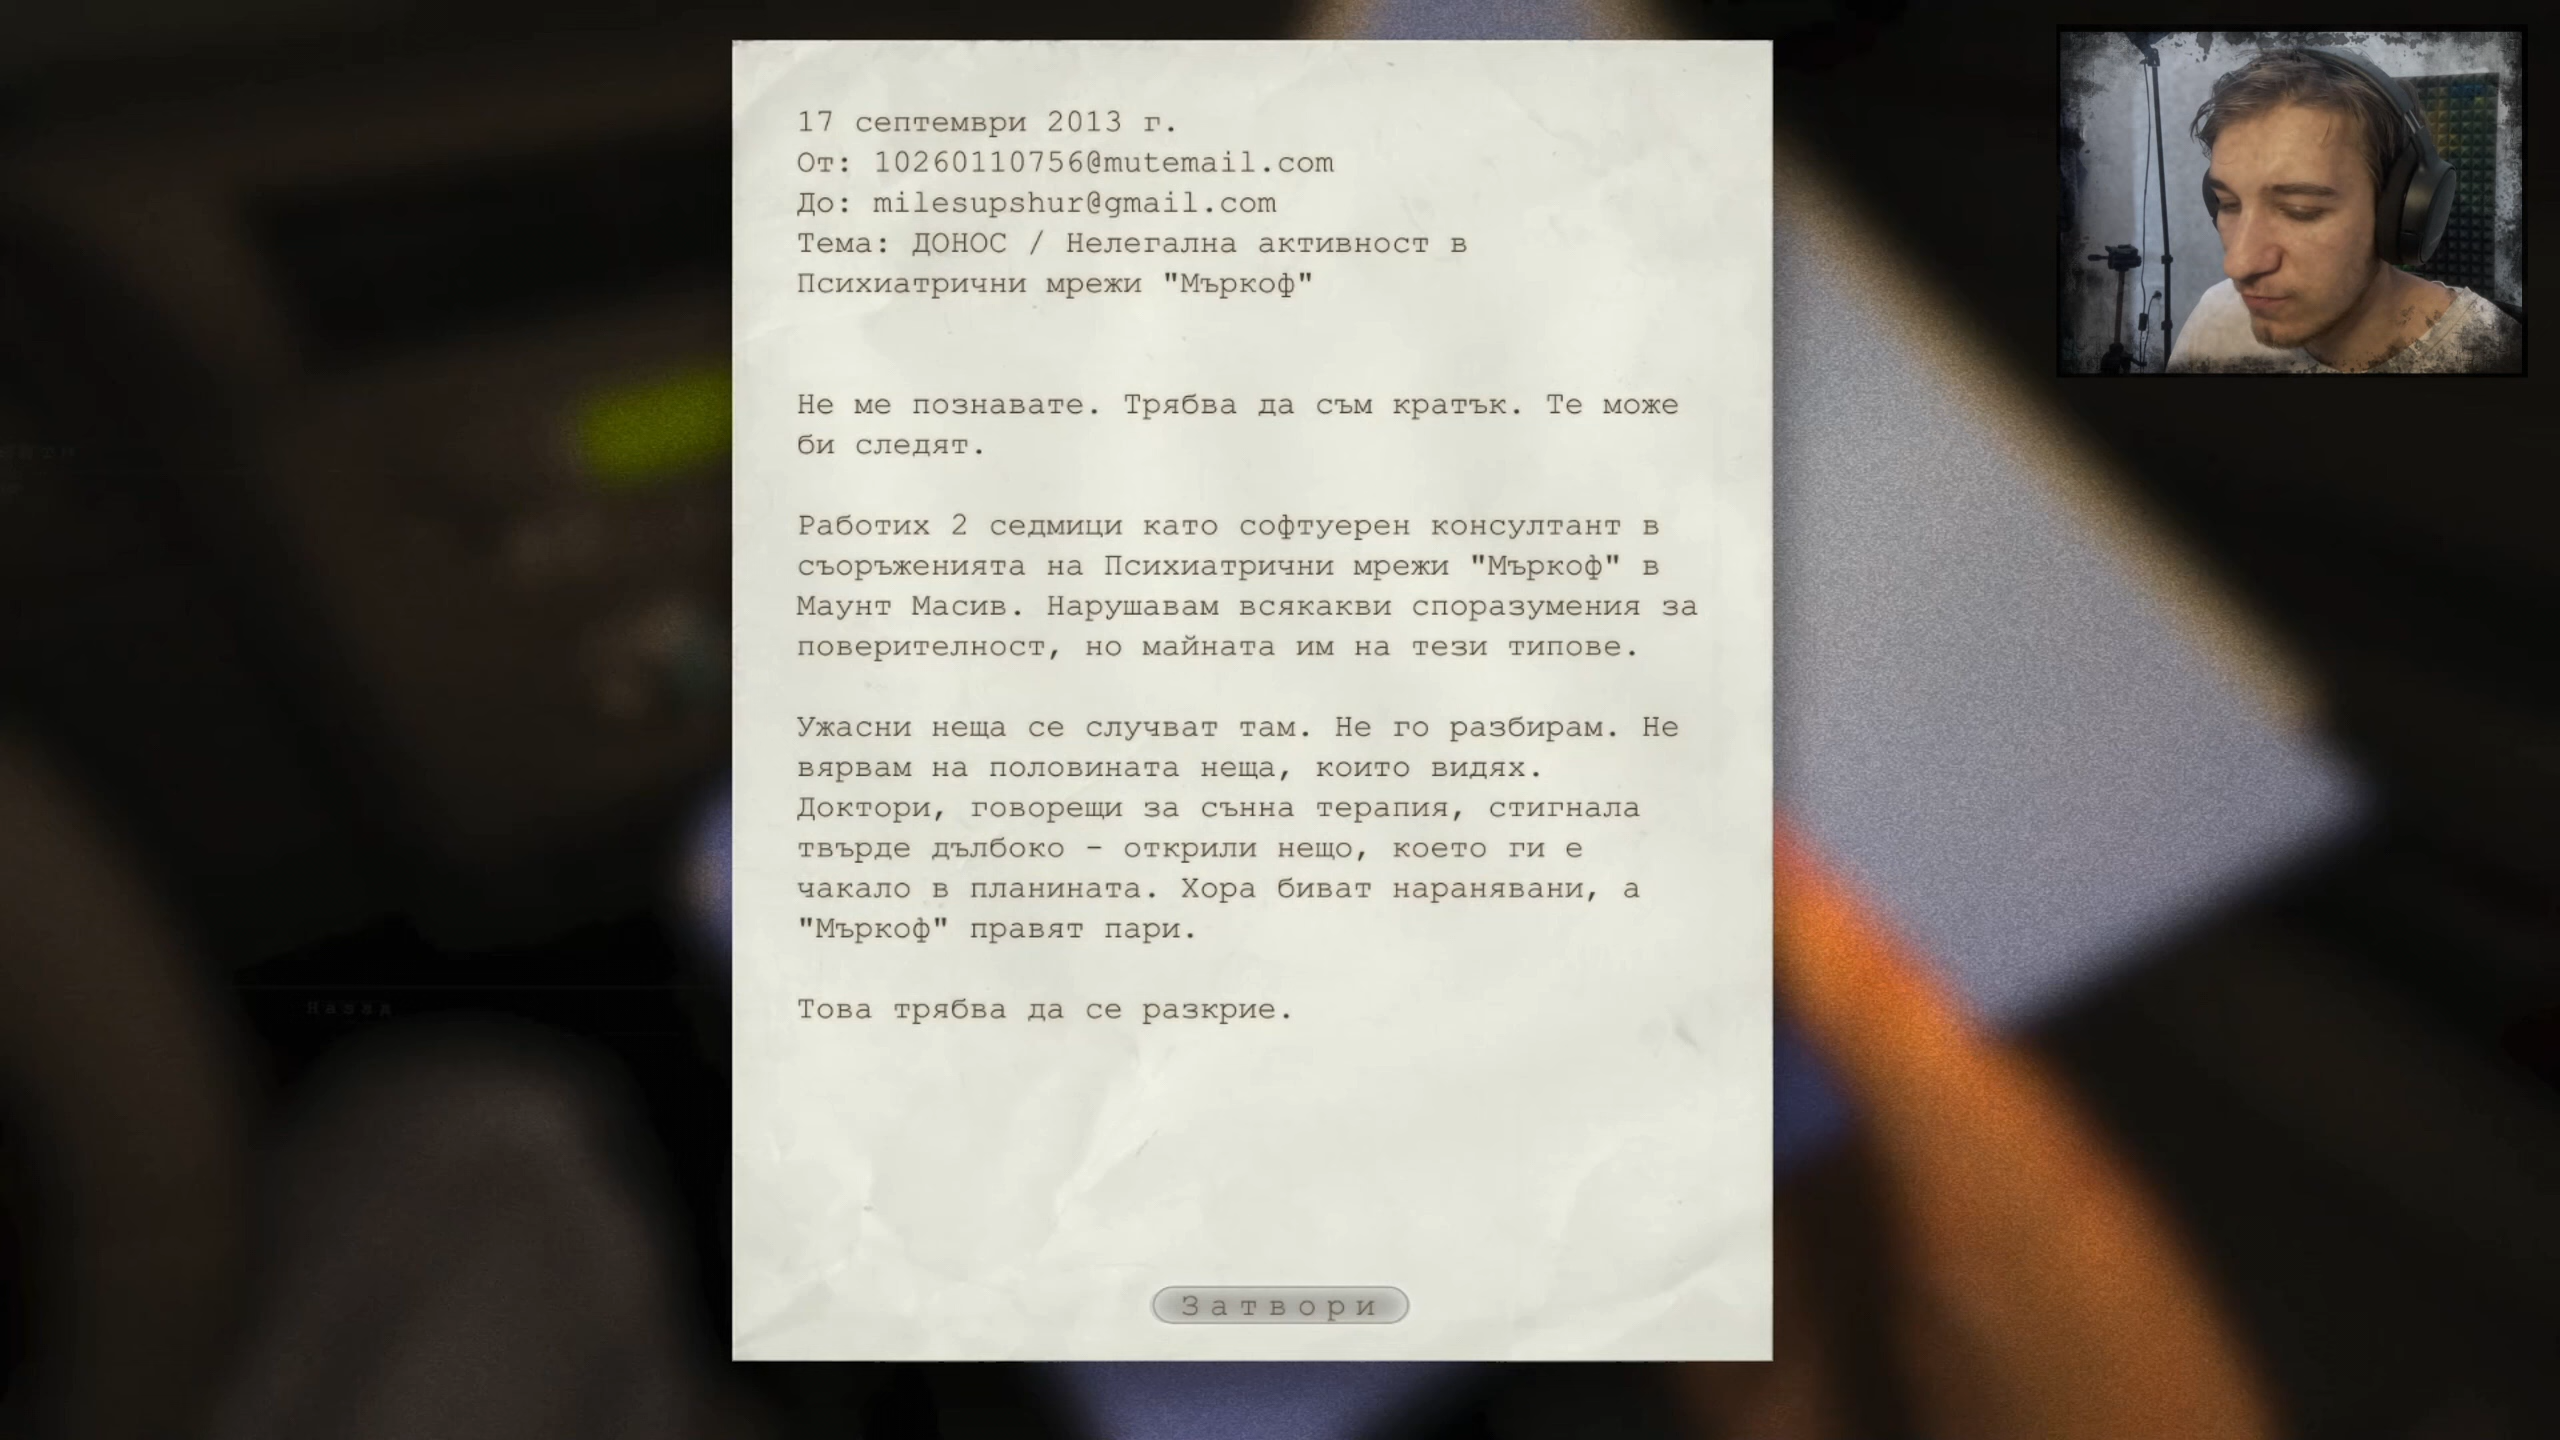 17 септември 2013 г.
От: 10260110756@mutemail.com
До: milesupshur@gmail.com
Тема: ДОНОС / Нелегална активност в
Психиатрични мрежи "Мъркоф"
Не ме познавате. Трябва да съм кратък. Те може
би следят.
Работих 2 седмици като софтуерен консултант в
съоръженията на Психиатрични мрежи "Мъркоф" в
Маунт Масив. Нарушавам всякакви споразумения за
поверителност, но майната им на тези типове.
Ужасни неща се случват там. Не го разбирам. Не
вярвам на половината неща, които видях.
Доктори, говорещи за сънна терапия, стигнала
твърде дълбоко - открили нещо, което ги е
чакало в планината. Хора биват наранявани, а
"Мъркоф" правят пари.
Това трябва да се разкрие.
Назад
Затвори